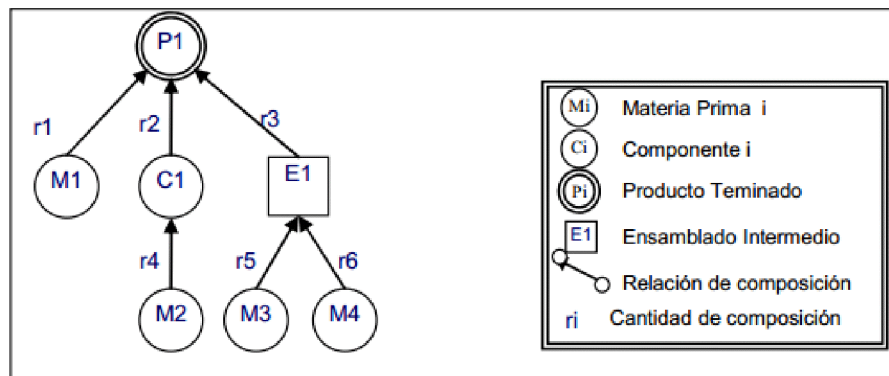 P1
r1
r2
r3
M1
C1
E1
r4
r5
r6
M2
M3
M4
Mi Materia Prima i
Ci Componente i
Pi Producto Teminado
E1 Ensamblado Intermedio
Relación de composición
ri Cantidad de composición